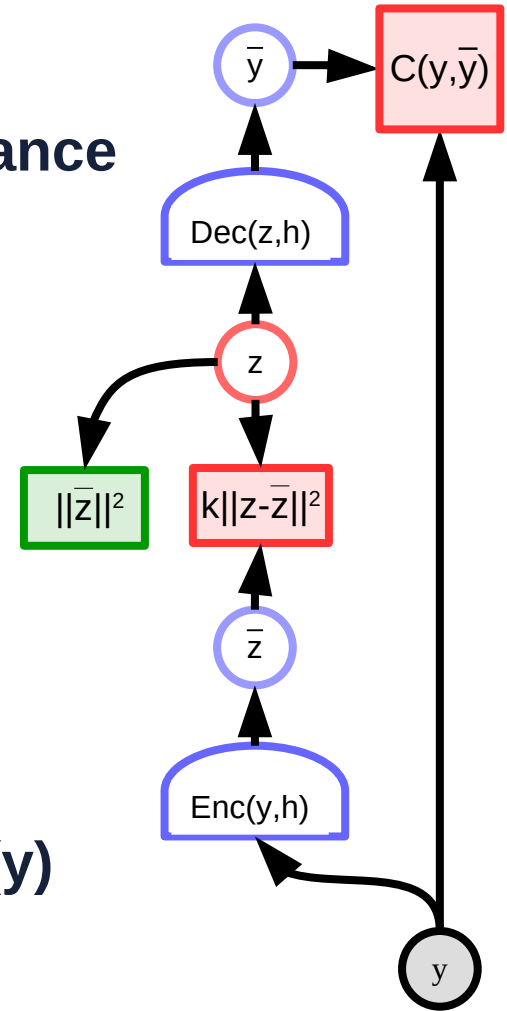 y̅
C(y,y̅)
ance
Dec(z,h)
z
||z̅||²
k||z-z̅||²
z̅
Enc(y,h)
(y)
y